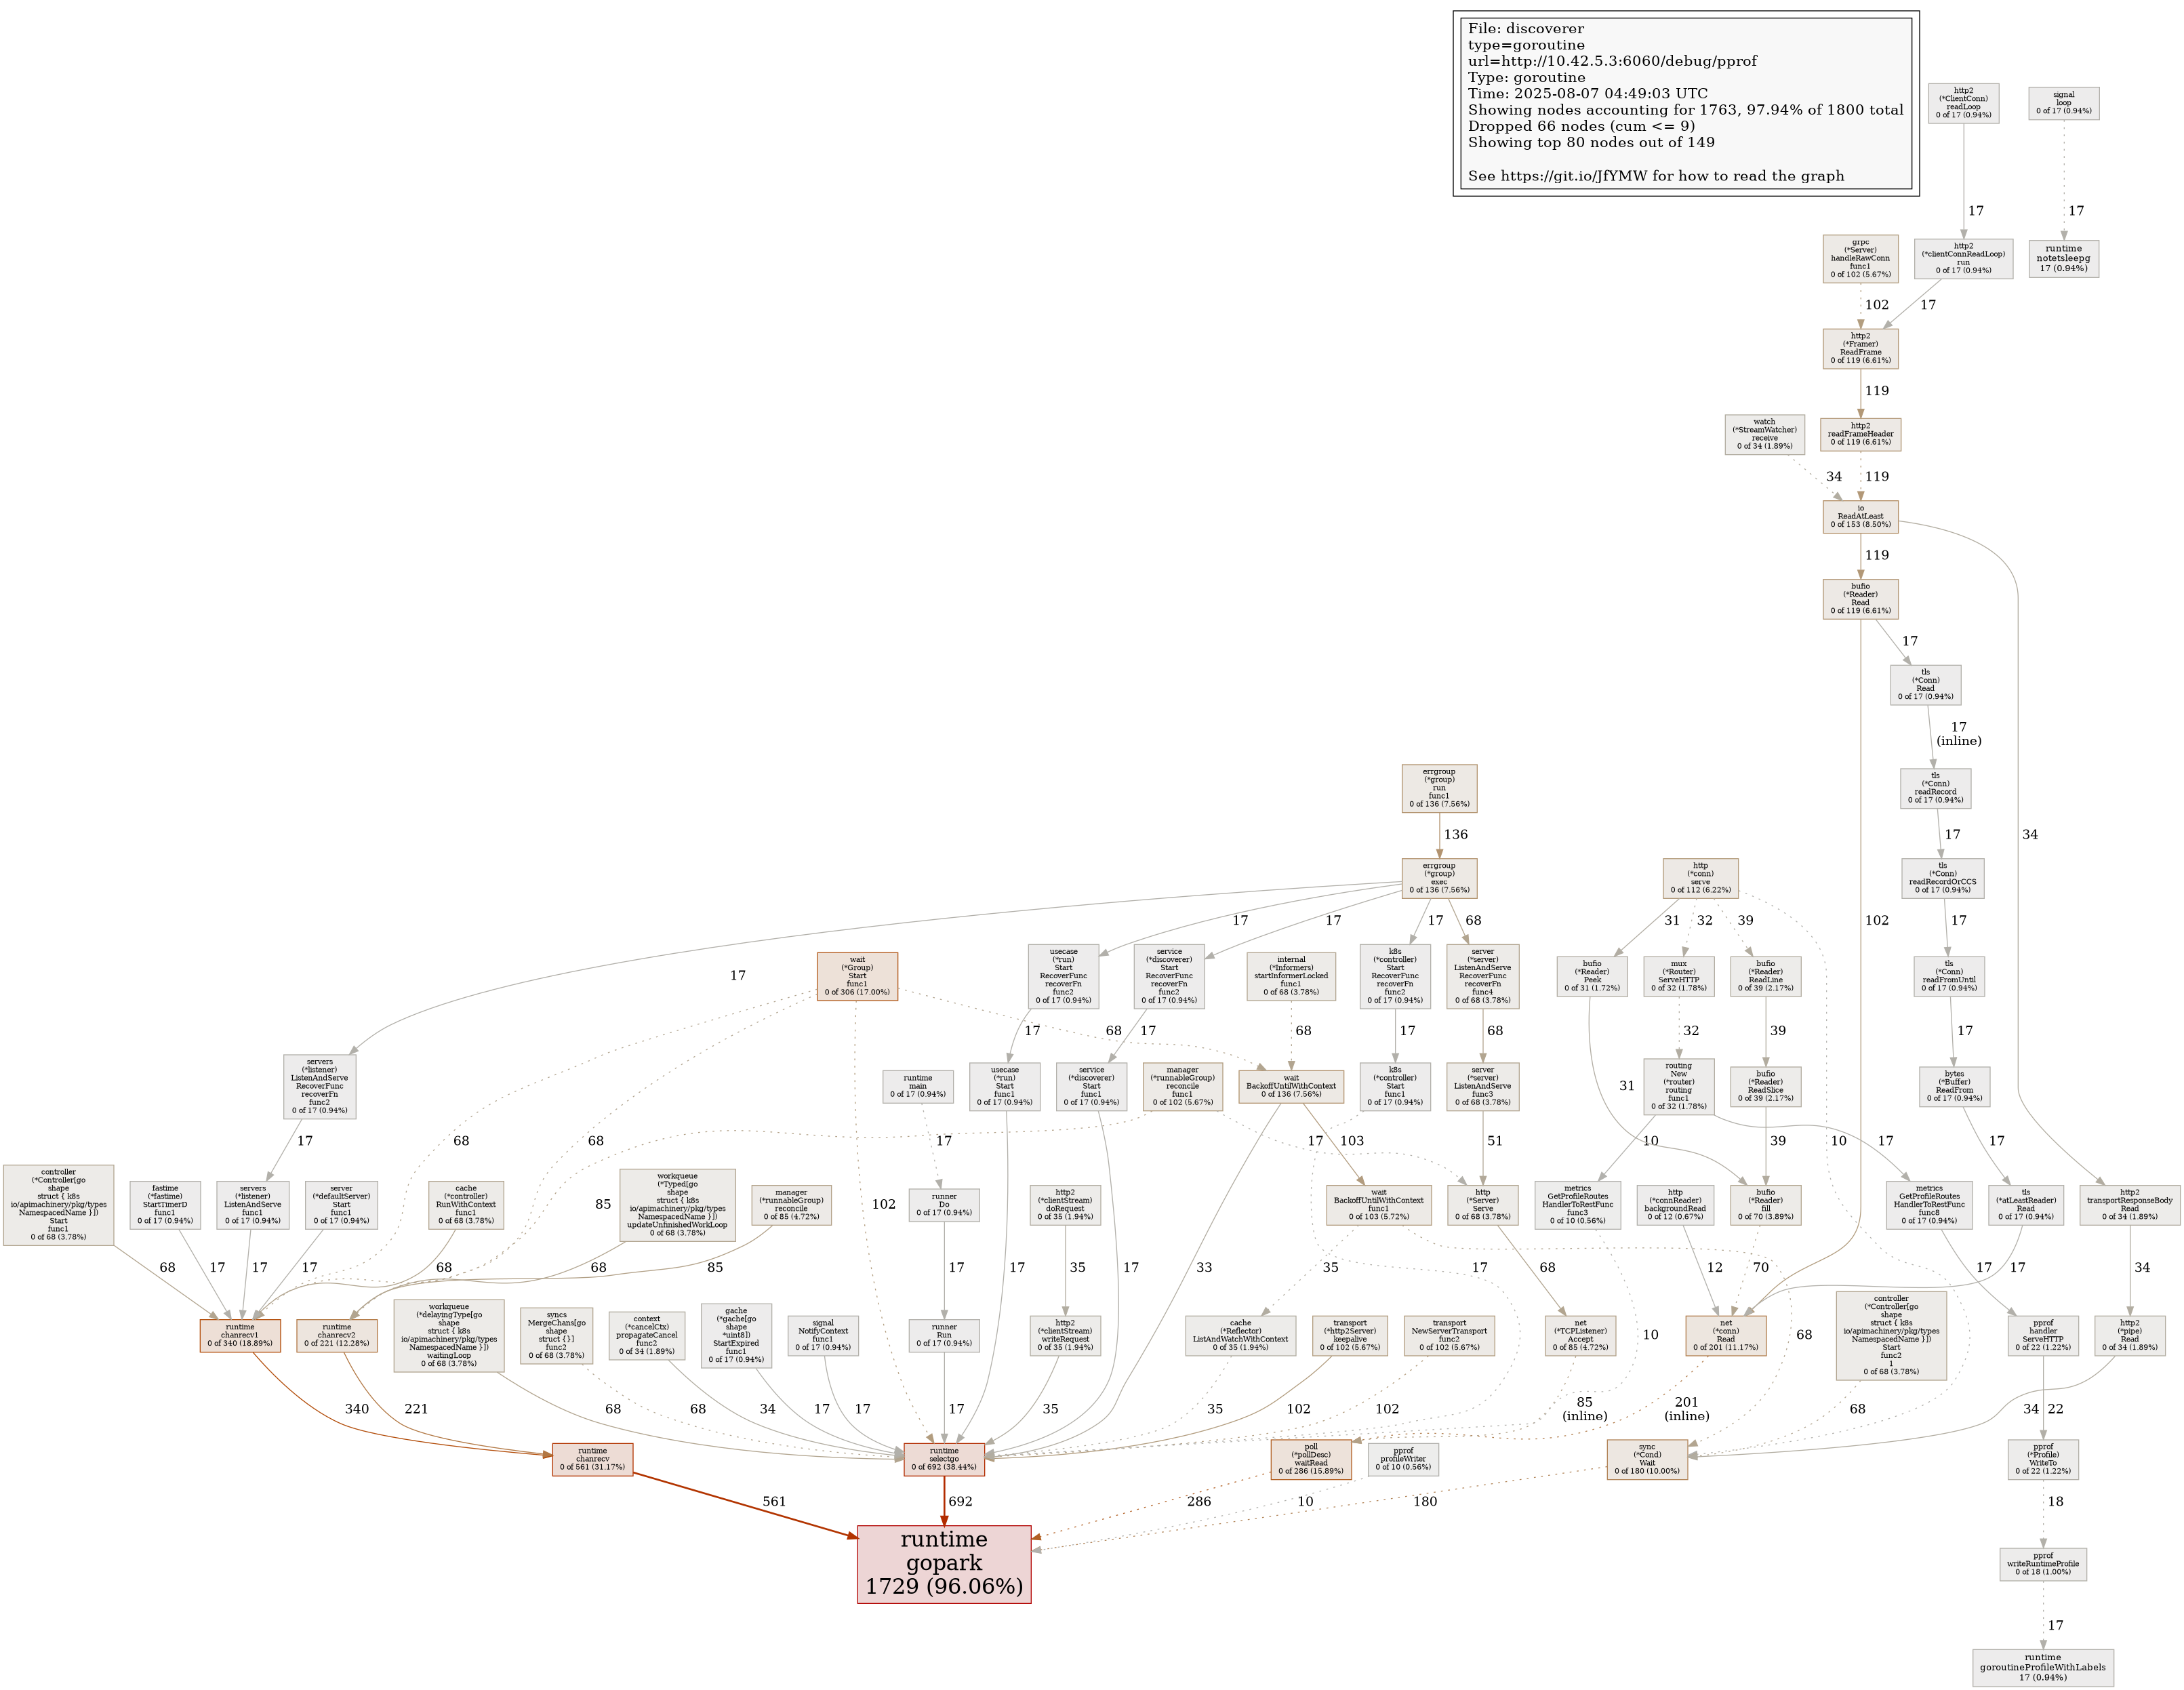 File: discoverer
type=goroutine
url=http://10.42.5.3:6060/debug/pprof
Type: goroutine
Time: 2025-08-07 04:49:03 UTC
Showing nodes accounting for 1763, 97.94% of 1800 total
Dropped 66 nodes (cum <= 9)
Showing top 80 nodes out of 149
See https://git.io/JfYMW for how to read the graph
http2
(*ClientConn)
readLoop
0 of 17 (0.94%)
signal
loop
0 of 17 (0.94%)
17
17
grpc
(*Server)
handleRawConn
func1
0 of 102 (5.67%)
http2
(*clientConnReadLoop)
run
0 of 17 (0.94%)
runtime
notetsleepg
17 (0.94%)
102
17
http2
(*Framer)
ReadFrame
0 of 119 (6.61%)
119
watch
(*StreamWatcher)
receive
0 of 34 (1.89%)
http2
readFrameHeader
0 of 119 (6.61%)
34
119
io
ReadAtLeast
0 of 153 (8.50%)
119
bufio
(*Reader)
Read
0 of 119 (6.61%)
17
tls
(*Conn)
Read
0 of 17 (0.94%)
17
(inline)
errgroup
(*group)
run
func1
0 of 136 (7.56%)
tls
(*Conn)
readRecord
0 of 17 (0.94%)
136
17
34
errgroup
(*group)
exec
0 of 136 (7.56%)
http
(*conn)
serve
0 of 112 (6.22%)
tls
(*Conn)
readRecordOrCCS
0 of 17 (0.94%)
17
17
17
17
68
31
32
39
102
17
wait
(*Group)
Start
func1
0 of 306 (17.00%)
usecase
(*run)
Start
RecoverFunc
recoverFn
func2
0 of 17 (0.94%)
service
(*discoverer)
Start
RecoverFunc
recoverFn
func2
0 of 17 (0.94%)
internal
(*Informers)
startInformerLocked
func1
0 of 68 (3.78%)
k8s
(*controller)
Start
RecoverFunc
recoverFn
func2
0 of 17 (0.94%)
server
(*server)
ListenAndServe
RecoverFunc
recoverFn
func4
0 of 68 (3.78%)
bufio
(*Reader)
Peek
0 of 31 (1.72%)
mux
(*Router)
ServeHTTP
0 of 32 (1.78%)
bufio
(*Reader)
ReadLine
0 of 39 (2.17%)
tls
(*Conn)
readFromUntil
0 of 17 (0.94%)
68
17
17
68
17
68
32
39
17
servers
(*listener)
ListenAndServe
RecoverFunc
recoverFn
func2
0 of 17 (0.94%)
runtime
main
0 of 17 (0.94%)
usecase
(*run)
Start
func1
0 of 17 (0.94%)
service
(*discoverer)
Start
func1
0 of 17 (0.94%)
manager
(*runnableGroup)
reconcile
func1
0 of 102 (5.67%)
wait
BackoffUntilWithContext
0 of 136 (7.56%)
k8s
(*controller)
Start
func1
0 of 17 (0.94%)
server
(*server)
ListenAndServe
func3
0 of 68 (3.78%)
31
routing
New
(*router)
routing
func1
0 of 32 (1.78%)
bufio
(*Reader)
ReadSlice
0 of 39 (2.17%)
bytes
(*Buffer)
ReadFrom
0 of 17 (0.94%)
17
68
68
17
17
103
51
10
39
10
17
17
controller
(*Controller[go
shape
struct { k8s
io/apimachinery/pkg/types
NamespacedName }])
Start
func1
0 of 68 (3.78%)
fastime
(*fastime)
StartTimerD
func1
0 of 17 (0.94%)
servers
(*listener)
ListenAndServe
func1
0 of 17 (0.94%)
server
(*defaultServer)
Start
func1
0 of 17 (0.94%)
cache
(*controller)
RunWithContext
func1
0 of 68 (3.78%)
85
workqueue
(*Typed[go
shape
struct { k8s
io/apimachinery/pkg/types
NamespacedName }])
updateUnfinishedWorkLoop
0 of 68 (3.78%)
manager
(*runnableGroup)
reconcile
0 of 85 (4.72%)
102
runner
Do
0 of 17 (0.94%)
http2
(*clientStream)
doRequest
0 of 35 (1.94%)
wait
BackoffUntilWithContext
func1
0 of 103 (5.72%)
http
(*Server)
Serve
0 of 68 (3.78%)
metrics
GetProfileRoutes
HandlerToRestFunc
func3
0 of 10 (0.56%)
http
(*connReader)
backgroundRead
0 of 12 (0.67%)
bufio
(*Reader)
fill
0 of 70 (3.89%)
metrics
GetProfileRoutes
HandlerToRestFunc
func8
0 of 17 (0.94%)
tls
(*atLeastReader)
Read
0 of 17 (0.94%)
http2
transportResponseBody
Read
0 of 34 (1.89%)
68
17
17
17
68
68
85
17
17
35
17
33
35
17
68
12
70
17
17
34
runtime
chanrecv1
0 of 340 (18.89%)
runtime
chanrecv2
0 of 221 (12.28%)
workqueue
(*delayingType[go
shape
struct { k8s
io/apimachinery/pkg/types
NamespacedName }])
waitingLoop
0 of 68 (3.78%)
syncs
MergeChans[go
shape
struct {}]
func2
0 of 68 (3.78%)
context
(*cancelCtx)
propagateCancel
func2
0 of 34 (1.89%)
gache
(*gache[go
shape
*uint8])
StartExpired
func1
0 of 17 (0.94%)
signal
NotifyContext
func1
0 of 17 (0.94%)
runner
Run
0 of 17 (0.94%)
http2
(*clientStream)
writeRequest
0 of 35 (1.94%)
cache
(*Reflector)
ListAndWatchWithContext
0 of 35 (1.94%)
transport
(*http2Server)
keepalive
0 of 102 (5.67%)
transport
NewServerTransport
func2
0 of 102 (5.67%)
net
(*TCPListener)
Accept
0 of 85 (4.72%)
10
net
(*conn)
Read
0 of 201 (11.17%)
68
controller
(*Controller[go
shape
struct { k8s
io/apimachinery/pkg/types
NamespacedName }])
Start
func2
1
0 of 68 (3.78%)
pprof
handler
ServeHTTP
0 of 22 (1.22%)
http2
(*pipe)
Read
0 of 34 (1.89%)
340
221
68
68
34
17
17
17
35
35
102
102
85
(inline)
201
(inline)
68
34
22
runtime
chanrecv
0 of 561 (31.17%)
runtime
selectgo
0 of 692 (38.44%)
poll
(*pollDesc)
waitRead
0 of 286 (15.89%)
pprof
profileWriter
0 of 10 (0.56%)
sync
(*Cond)
Wait
0 of 180 (10.00%)
pprof
(*Profile)
WriteTo
0 of 22 (1.22%)
561
692
286
10
180
18
runtime
gopark
1729 (96.06%)
pprof
writeRuntimeProfile
0 of 18 (1.00%)
17
runtime
goroutineProfileWithLabels
17 (0.94%)